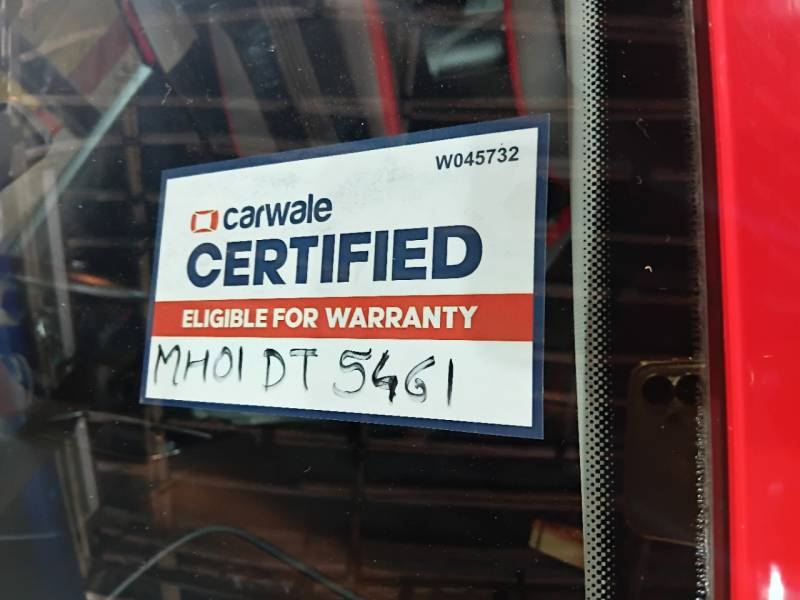 W045732
carwale
CERTIFIED
ELIGIBLE FOR WARRANTY
MH01 DT 5461